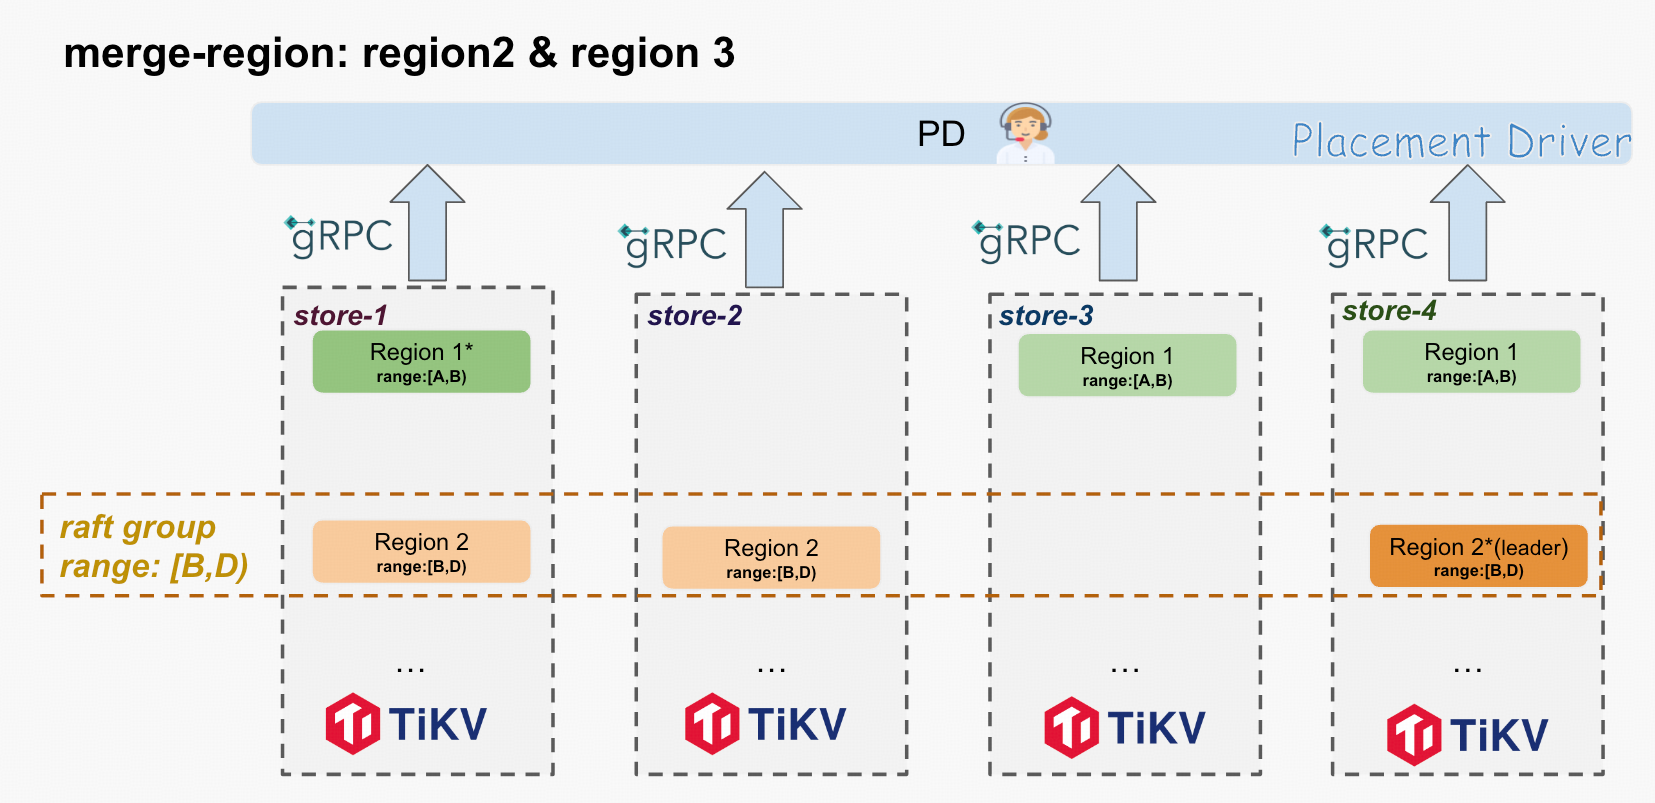 merge-region: region2 & region 3
PD
Placement Driver
gRPC
gRPC
gRPC
gRPC
store-1
Region 1*
range:[A,B)
store-2
store-3
Region 1
range:[A,B)
store-4
Region 1
range:[A,B)
raft group
range: [B,D)
Region 2
range:[B,D)
Region 2
range:[B,D)
Region 2*(leader)
range:[B,D)
...
...
...
...
TiKV
TiKV
TiKV
TiKV